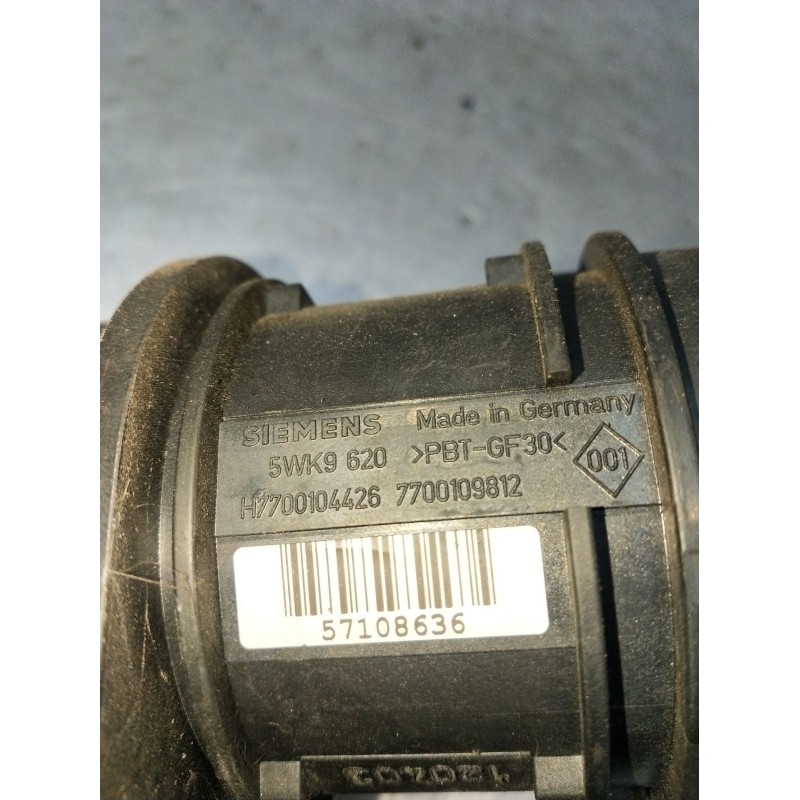 SIEMENS Made in Germany
5WK9 620 >PBT-GF30< 001
H7700104426 7700109812
57108636